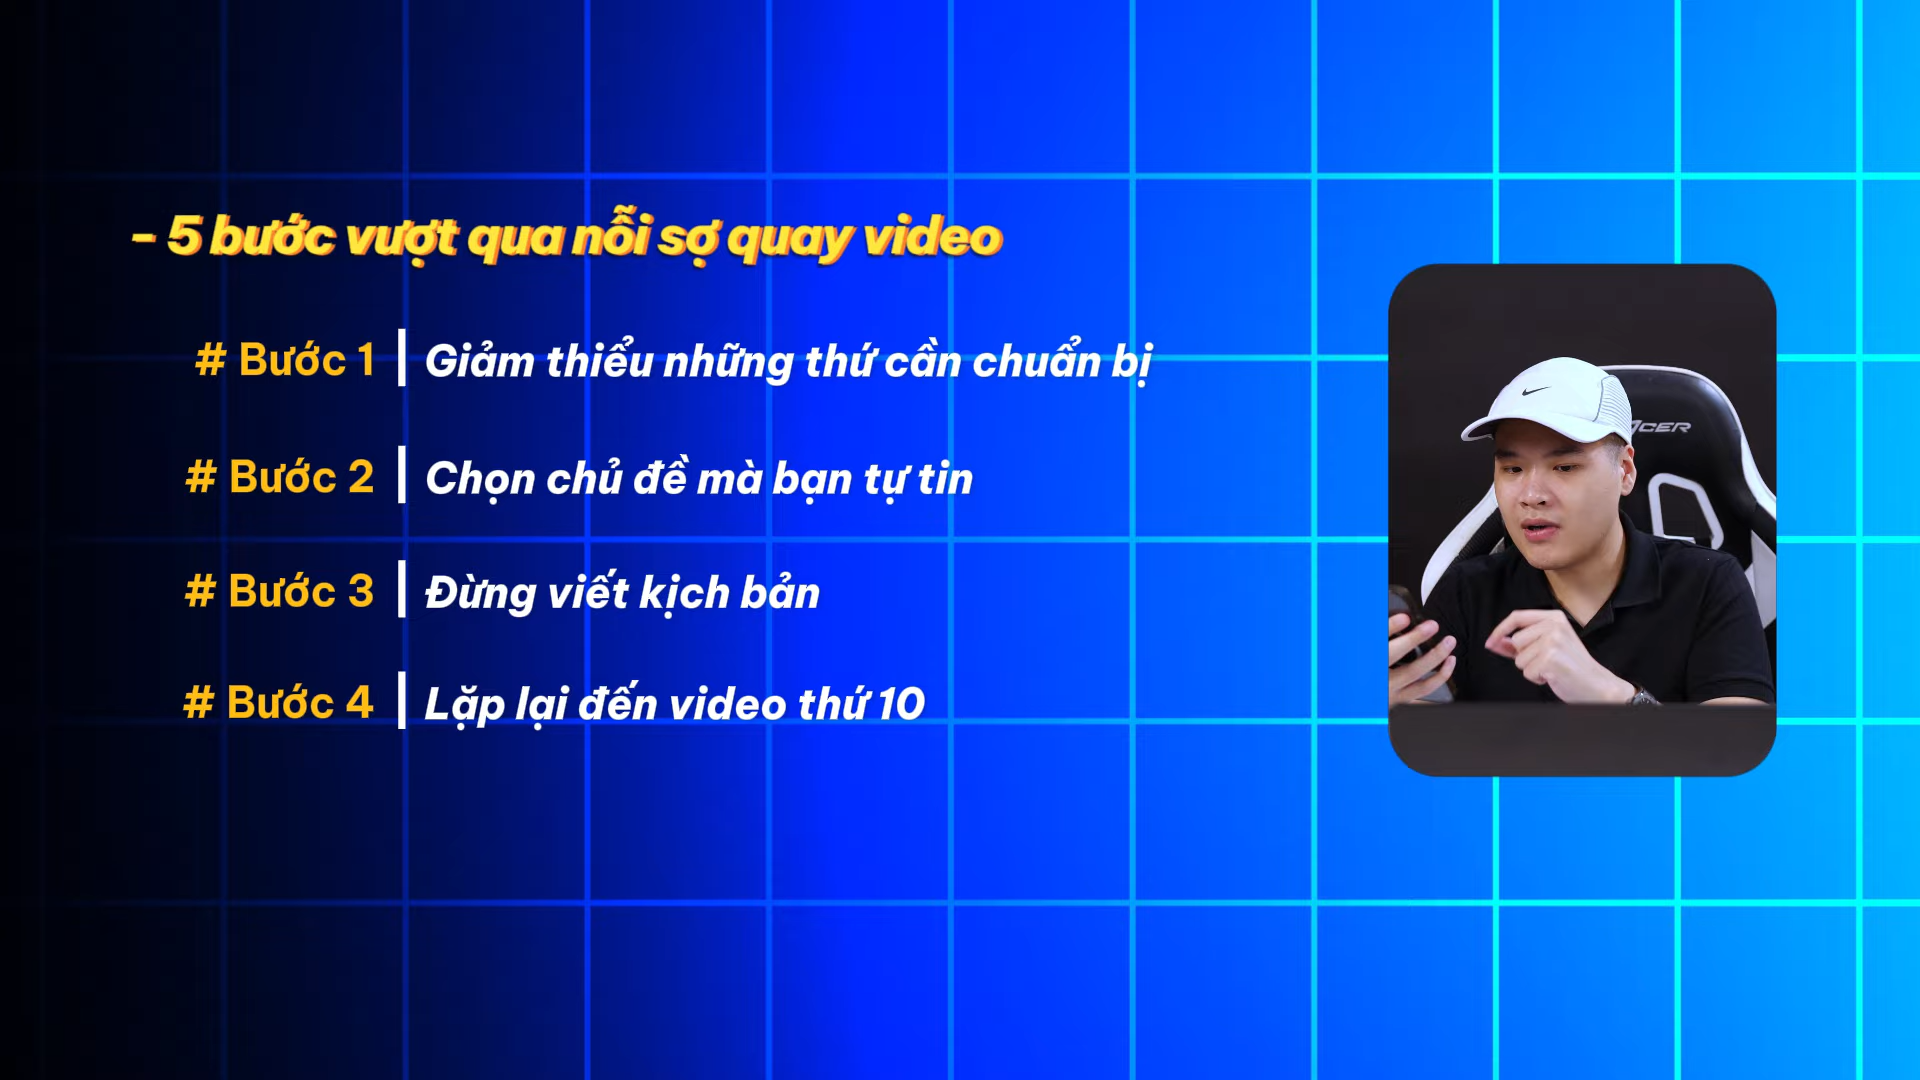 - 5 bước vượt qua nỗi sợ quay video
# Bước 1 | Giảm thiểu những thứ cần chuẩn bị
# Bước 2 | Chọn chủ đề mà bạn tự tin
# Bước 3 | Đừng viết kịch bản
# Bước 4 | Lặp lại đến video thứ 10